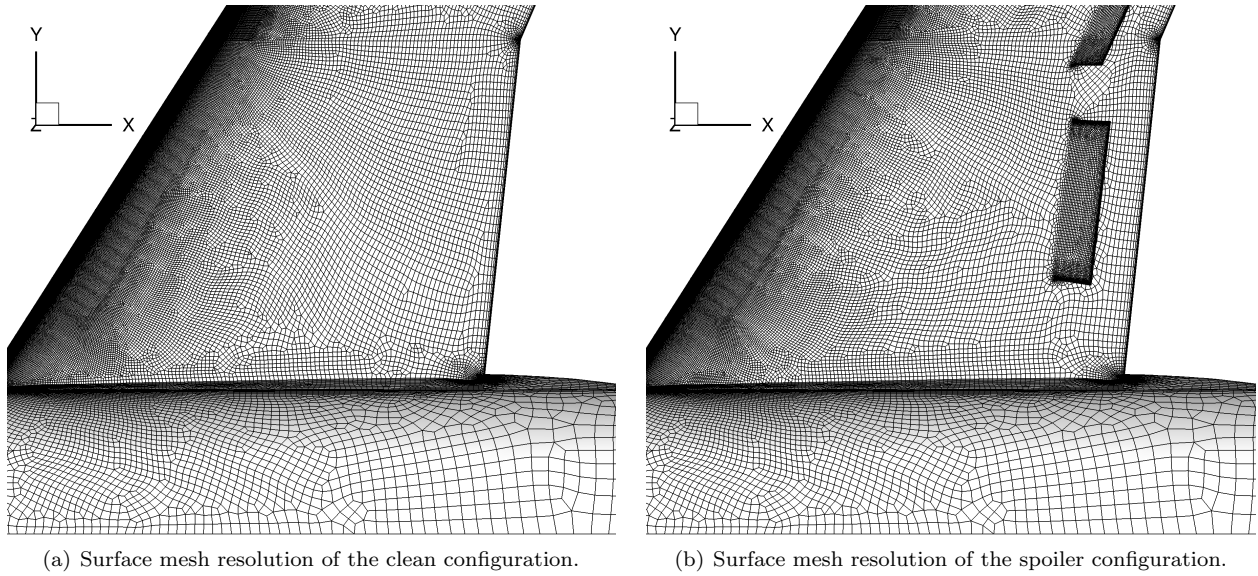 Y
Z X
Y
Z X
(a) Surface mesh resolution of the clean configuration.
(b) Surface mesh resolution of the spoiler configuration.